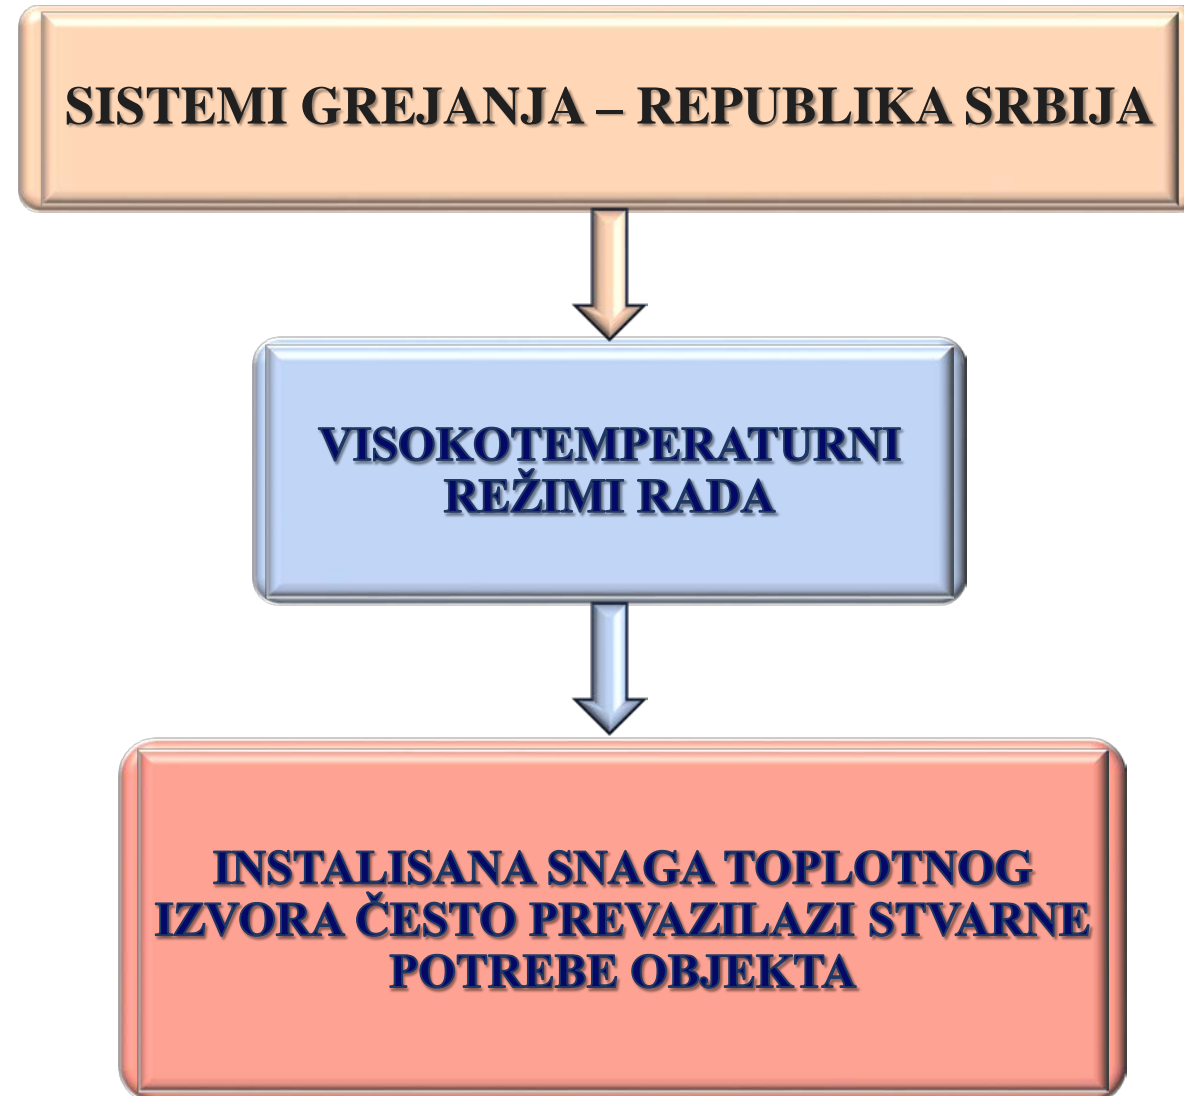 SISTEMI GREJANJA – REPUBLIKA SRBIJA
VISOKOTEMPERATURNI
REŽIMI RADA
INSTALISANA SNAGA TOPLOTNOG
IZVORA ČESTO PREVAZILAZI STVARNE
POTREBE OBJEKTA